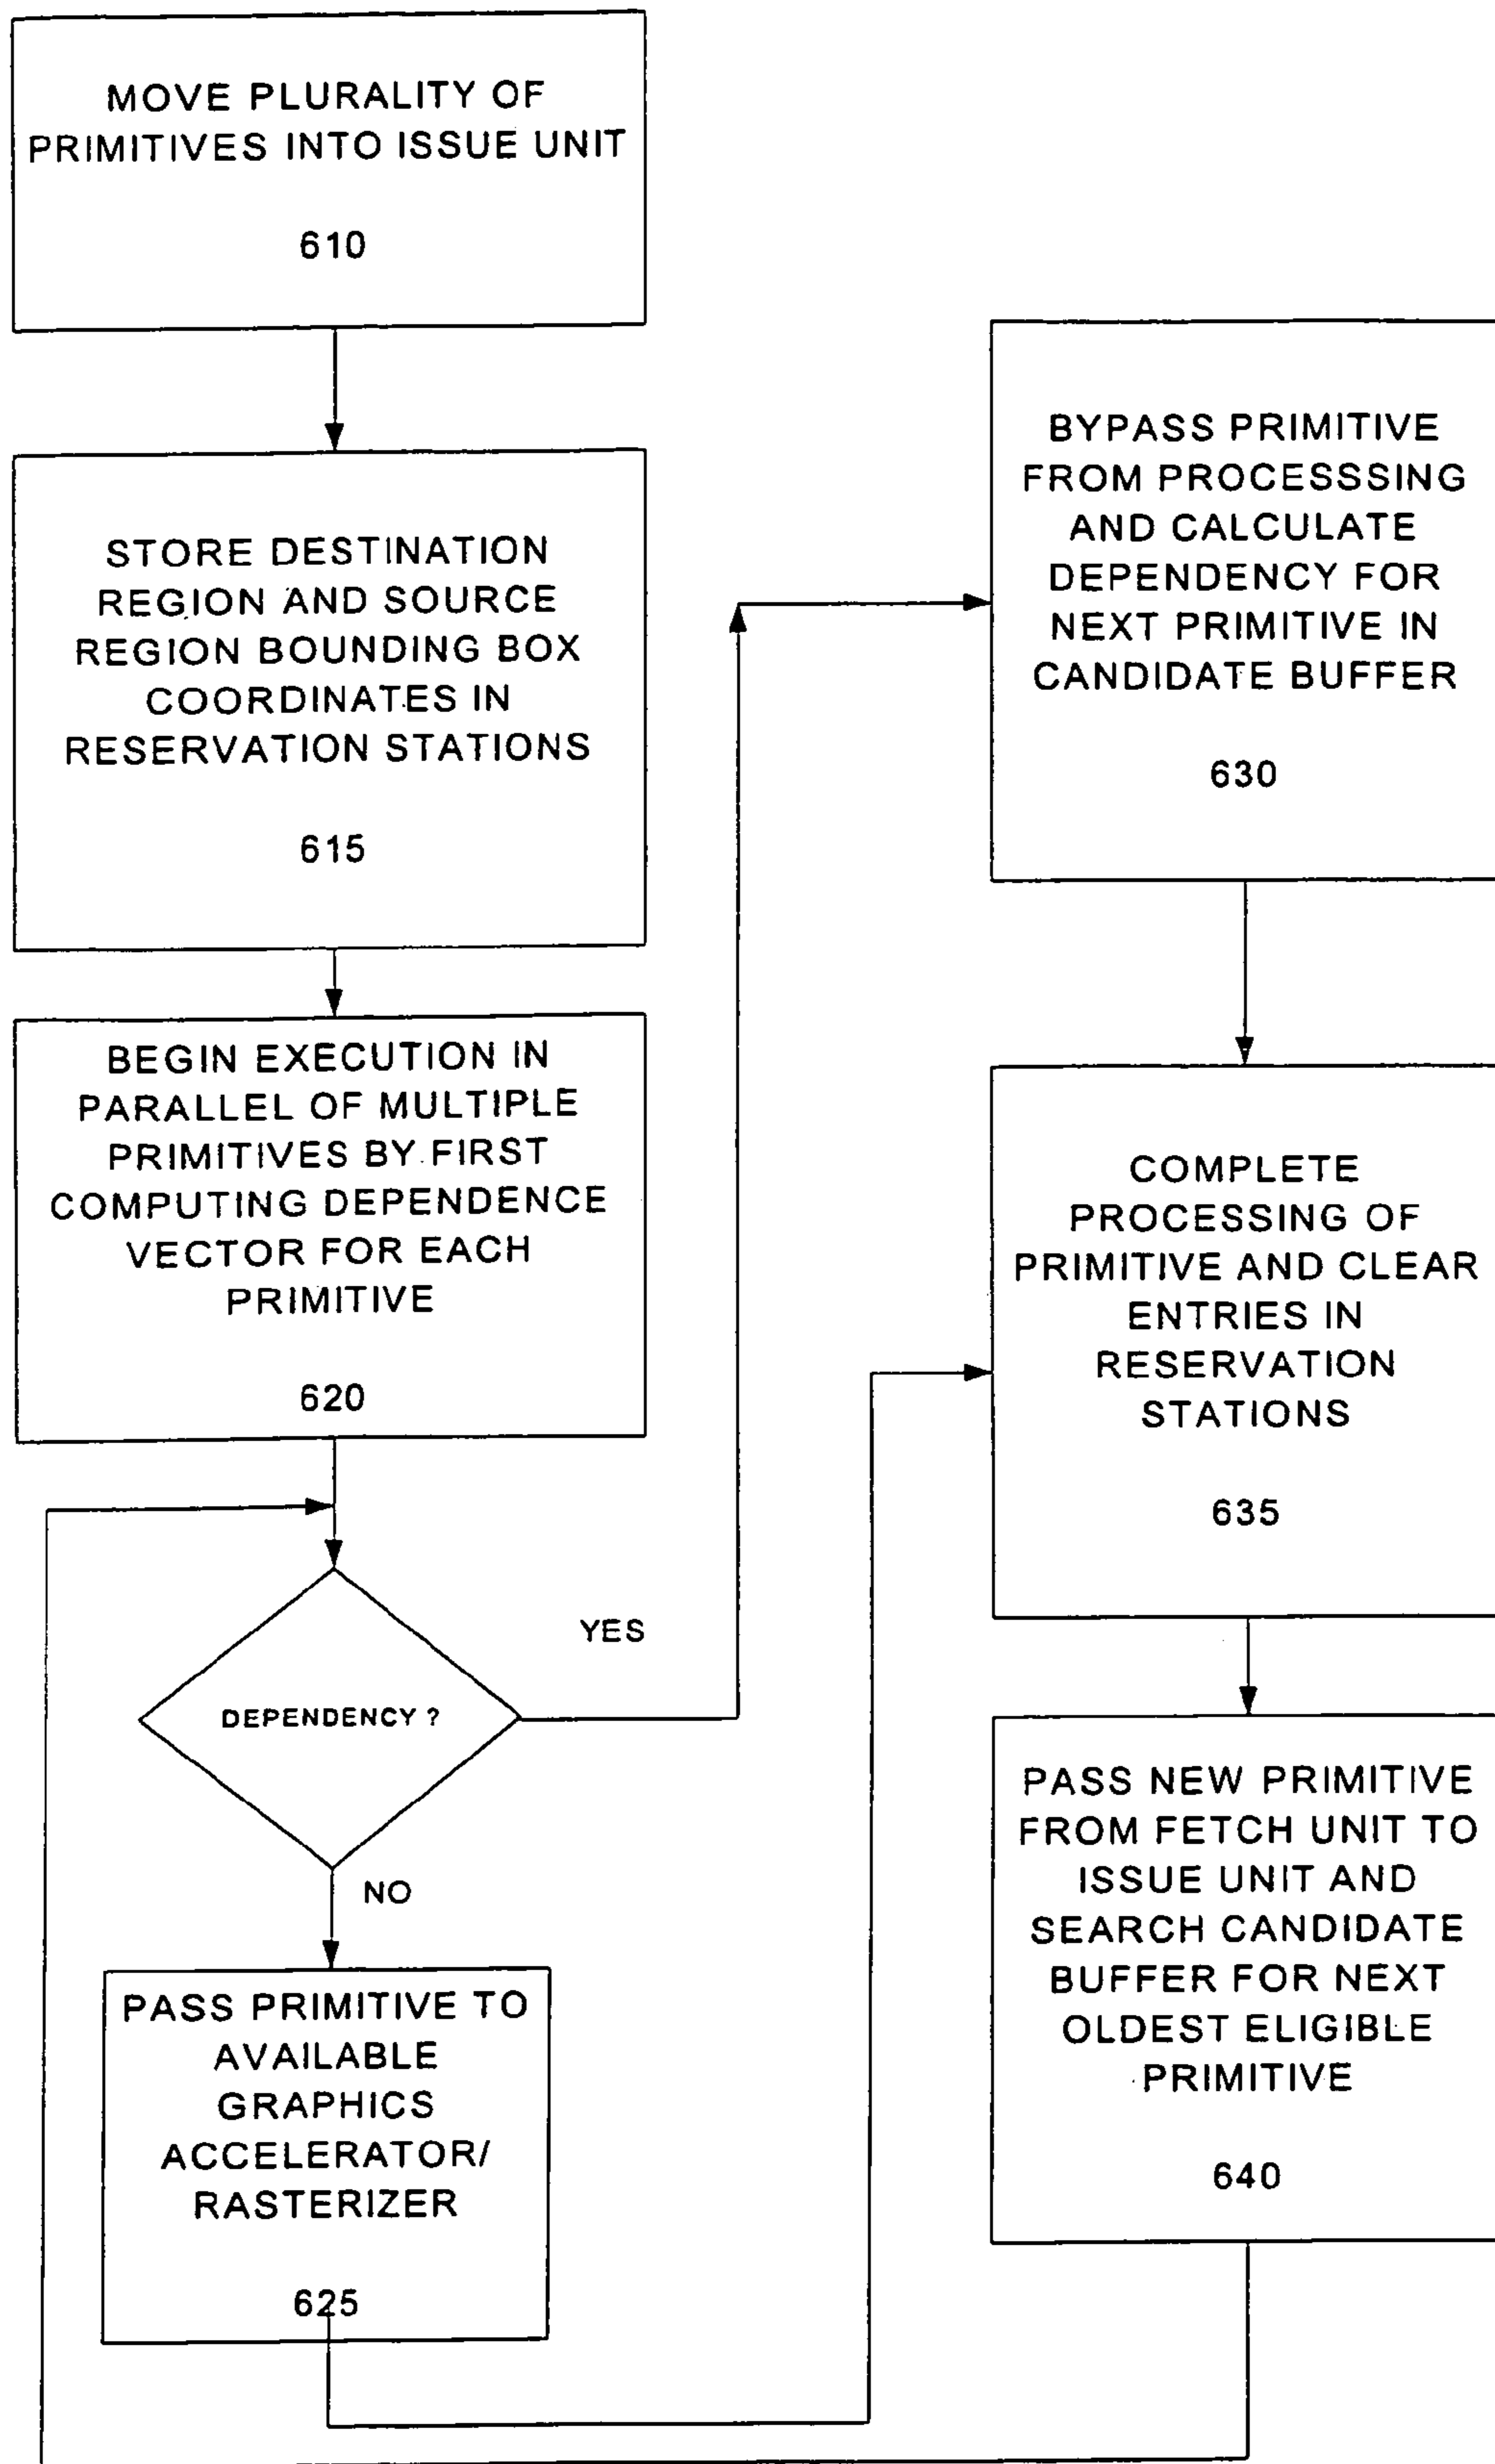 MOVE PLURALITY OF
PRIMITIVES INTO ISSUE UNIT
610
STORE DESTINATION
REGION AND SOURCE
REGION BOUNDING BOX
COORDINATES IN
RESERVATION STATIONS
615
BEGIN EXECUTION IN
PARALLEL OF MULTIPLE
PRIMITIVES BY FIRST
COMPUTING DEPENDENCE
VECTOR FOR EACH
PRIMITIVE
620
DEPENDENCY ?
YES
NO
PASS PRIMITIVE TO
AVAILABLE
GRAPHICS
ACCELERATOR/
RASTERIZER
625
BYPASS PRIMITIVE
FROM PROCESSSING
AND CALCULATE
DEPENDENCY FOR
NEXT PRIMITIVE IN
CANDIDATE BUFFER
630
COMPLETE
PROCESSING OF
PRIMITIVE AND CLEAR
ENTRIES IN
RESERVATION
STATIONS
635
PASS NEW PRIMITIVE
FROM FETCH UNIT TO
ISSUE UNIT AND
SEARCH CANDIDATE
BUFFER FOR NEXT
OLDEST ELIGIBLE
PRIMITIVE
640